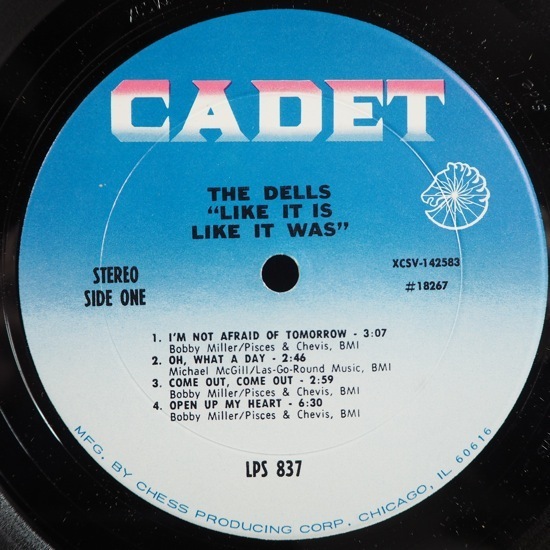 CADET
THE DELLS
"LIKE IT IS
LIKE IT WAS"
STEREO
SIDE ONE
XCSV-142583
#18267
1. I'M NOT AFRAID OF TOMORROW - 3:07
Bobby Miller/Pisces & Chevis, BMI
2. OH, WHAT A DAY - 2:46
Michael McGill/Las-Go-Round Music, BMI
3. COME OUT, COME OUT - 2:59
Bobby Miller/Pisces & Chevis, BMI
4. OPEN UP MY HEART - 6:30
Bobby Miller/Pisces & Chevis, BMI
LPS 837
MFG. BY CHESS PRODUCING CORP. CHICAGO, IL 60616